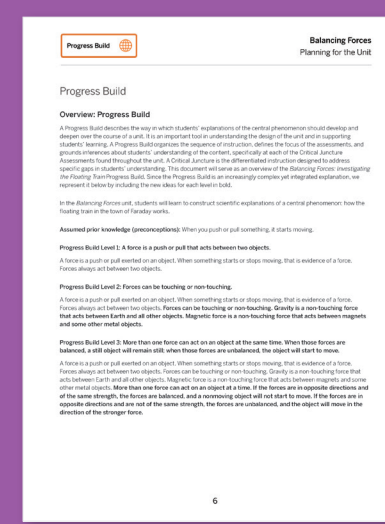 Progress Build
Balancing Forces
Planning for the Unit
Progress Build
Overview: Progress Build
A Progress Build describes the way in which students' explanations of the central phenomenon should develop and
deepen over the course of a unit. It is an important tool in understanding the design of the unit and in supporting
students' learning. A Progress Build organizes the sequence of instruction, defines the focus of the assessments, and
grounds inferences about students' understanding of the content, specifically at each of the Critical Juncture
Assessments found throughout the unit. A Critical Juncture is the differentiated instruction designed to address
specific gaps in students' understanding. This document will serve as an overview of the Balancing Forces: Investigating
the Floating Train Progress Build. Since the Progress Build is an increasingly complex yet integrated explanation, we
represent it below by including the new ideas for each level in bold.
In the Balancing Forces unit, students will learn to construct scientific explanations of a central phenomenon: how the
floating train in the town of Faraday works.
Assumed prior knowledge (preconceptions): When you push or pull something, it starts moving.
Progress Build Level 1: A force is a push or pull that acts between two objects.
A force is a push or pull exerted on an object. When something starts or stops moving, that is evidence of a force.
Forces always act between two objects.
Progress Build Level 2: Forces can be touching or non-touching.
A force is a push or pull exerted on an object. When something starts or stops moving, that is evidence of a force.
Forces always act between two objects. Forces can be touching or non-touching. Gravity is a non-touching force
that acts between Earth and all other objects. Magnetic force is a non-touching force that acts between magnets
and some other metal objects.
Progress Build Level 3: More than one force can act on an object at the same time. When those forces are
balanced, a still object will remain still; when those forces are unbalanced, the object will start to move.
A force is a push or pull exerted on an object. When something starts or stops moving, that is evidence of a force.
Forces always act between two objects. Forces can be touching or non-touching. Gravity is a non-touching force that
acts between Earth and all other objects. Magnetic force is a non-touching force that acts between magnets and some
other metal objects. More than one force can act on an object at a time. If the forces are in opposite directions and
of the same strength, the forces are balanced, and a nonmoving object will not start to move. If the forces are in
opposite directions and are not of the same strength, the forces are unbalanced, and the object will move in the
direction of the stronger force.
6